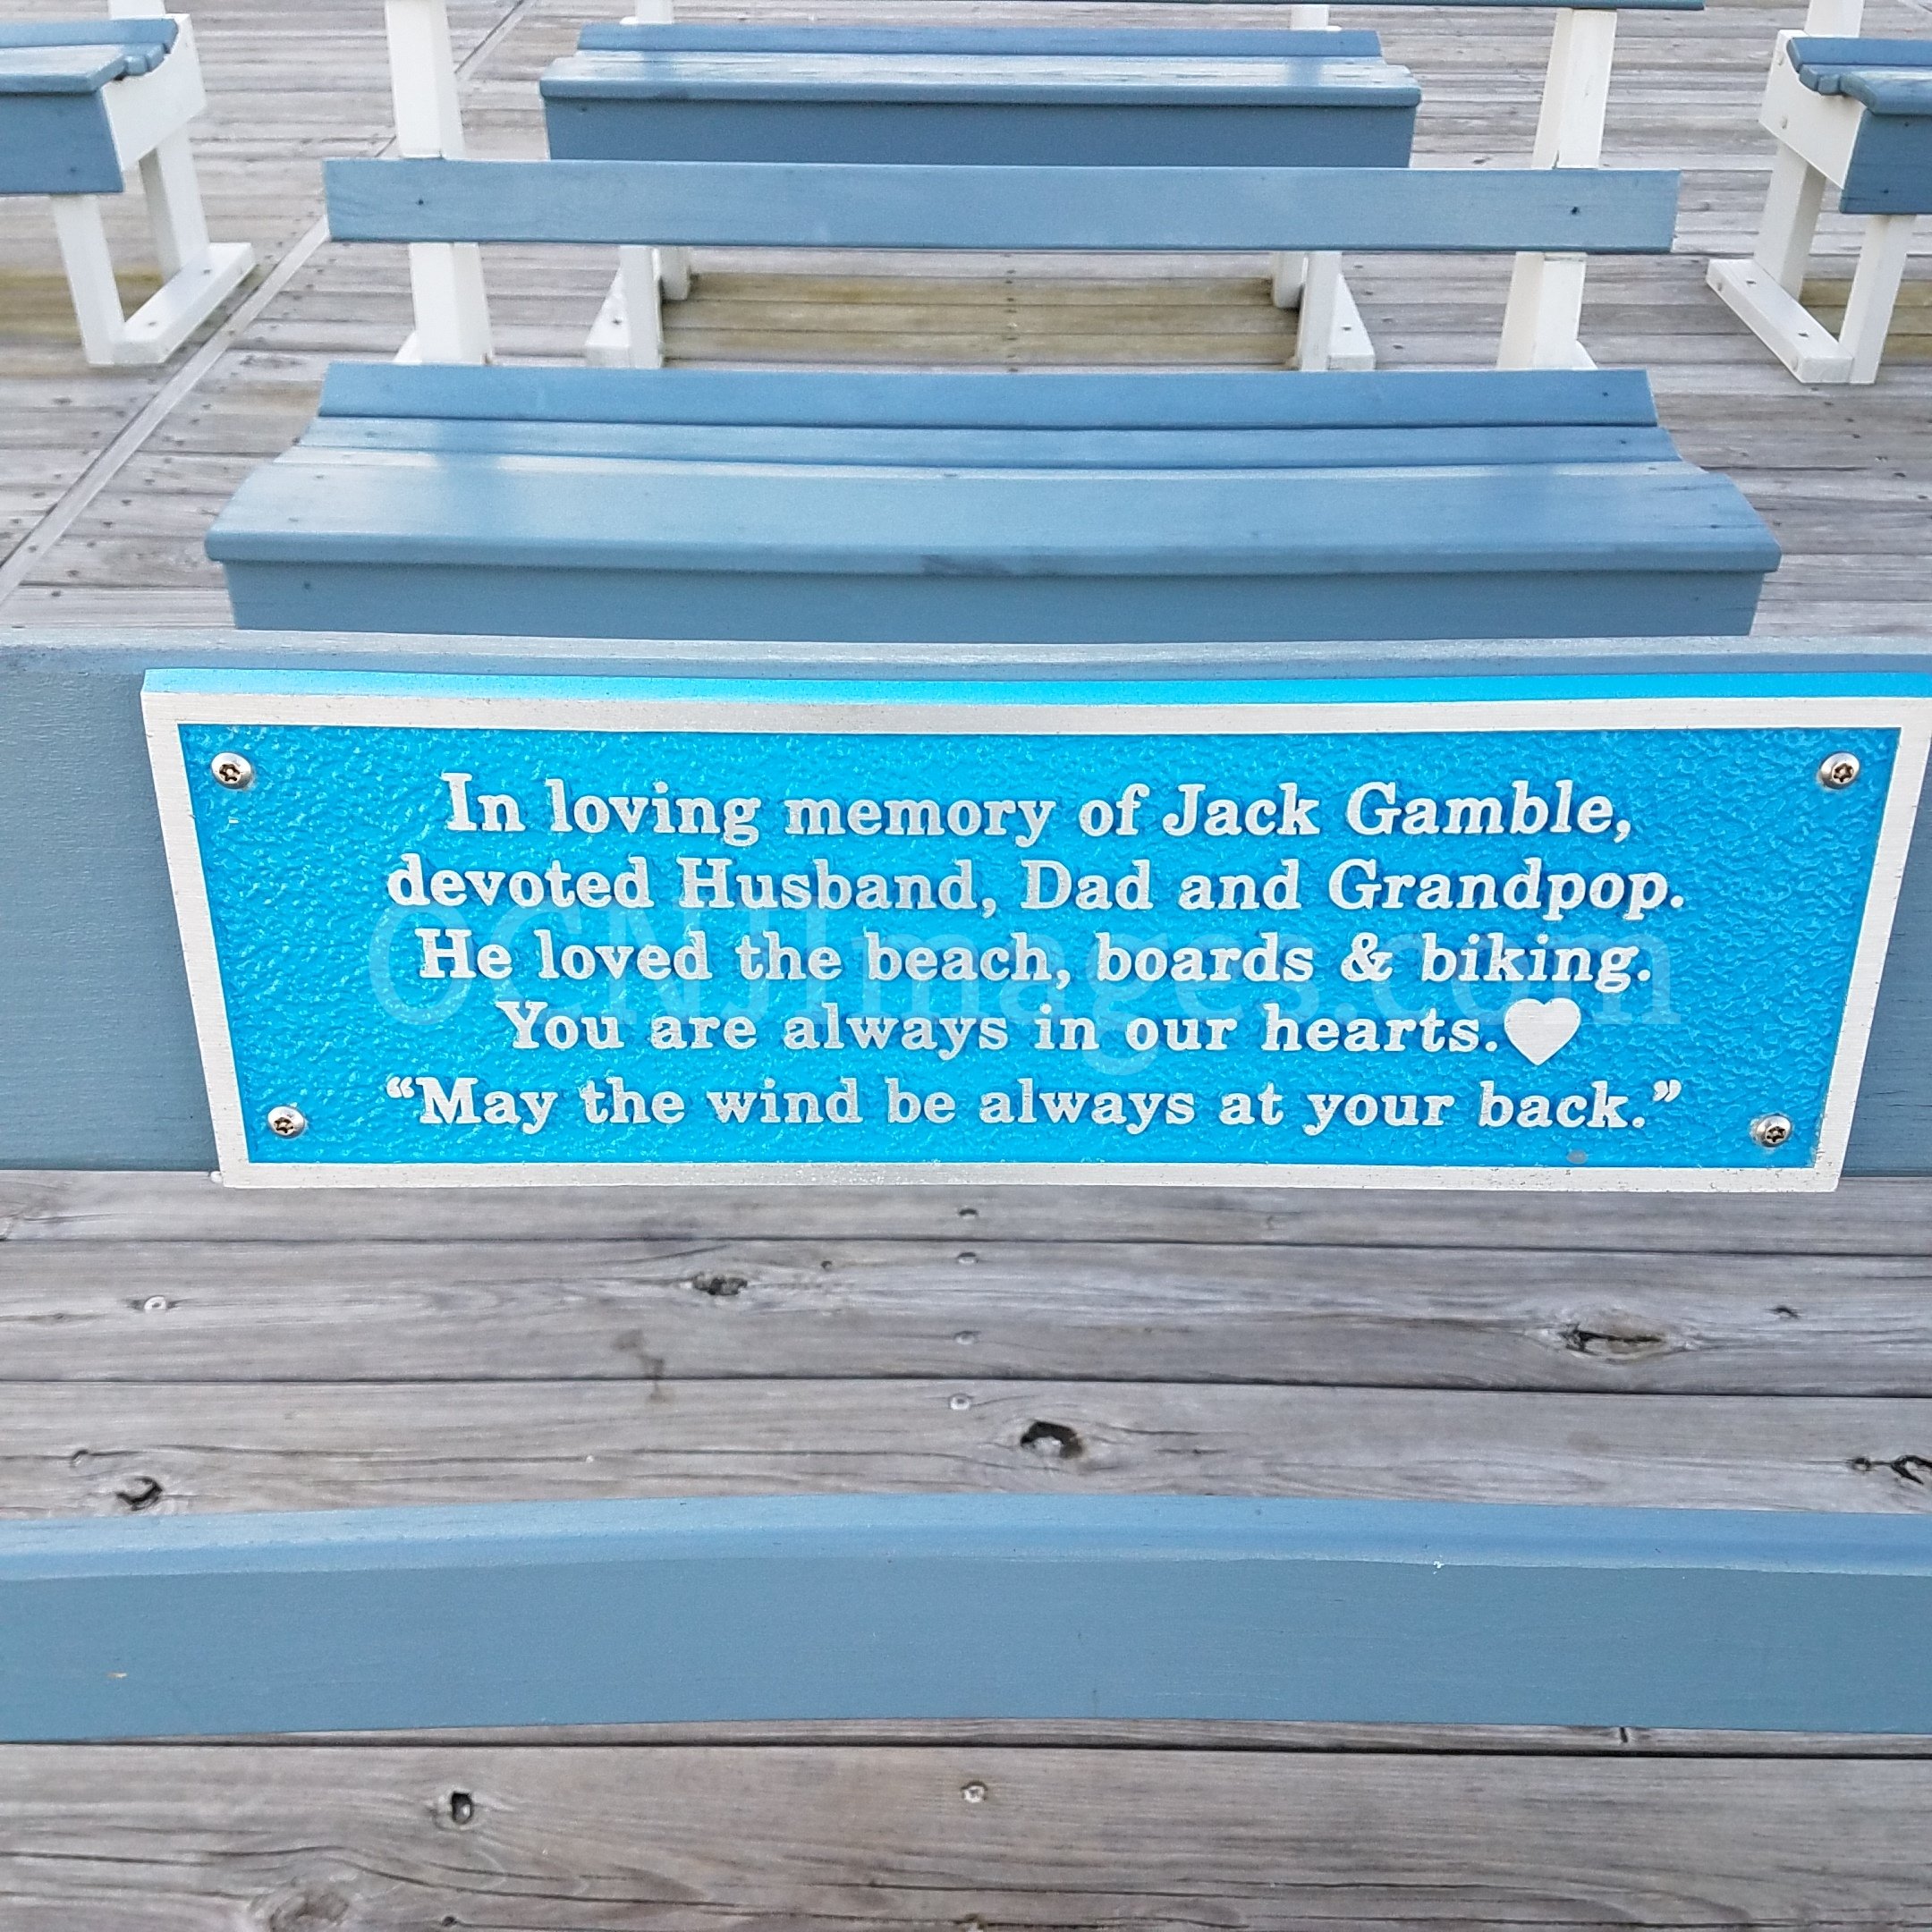 In loving memory of Jack Gamble,
devoted Husband, Dad and Grandpop.
He loved the beach, boards & biking.
You are always in our hearts.
“May the wind be always at your back.”
OCNJImages.com